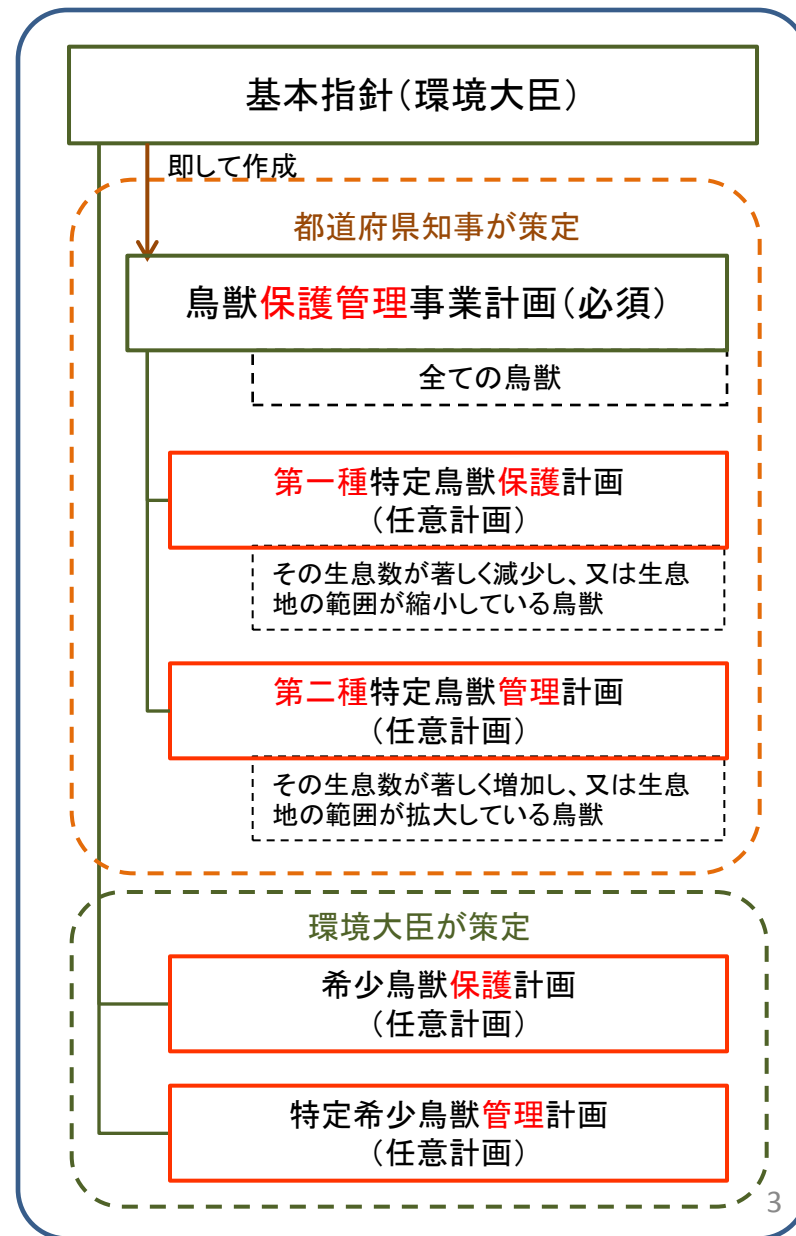 基本指針(環境大臣)
即して作成
都道府県知事が策定
鳥獣保護管理事業計画(必須)
全ての鳥獣
第一種特定鳥獣保護計画
(任意計画)
その生息数が著しく減少し、又は生息
地の範囲が縮小している鳥獣
第二種特定鳥獣管理計画
(任意計画)
その生息数が著しく増加し、又は生息
地の範囲が拡大している鳥獣
環境大臣が策定
希少鳥獣保護計画
(任意計画)
特定希少鳥獣管理計画
(任意計画)
3